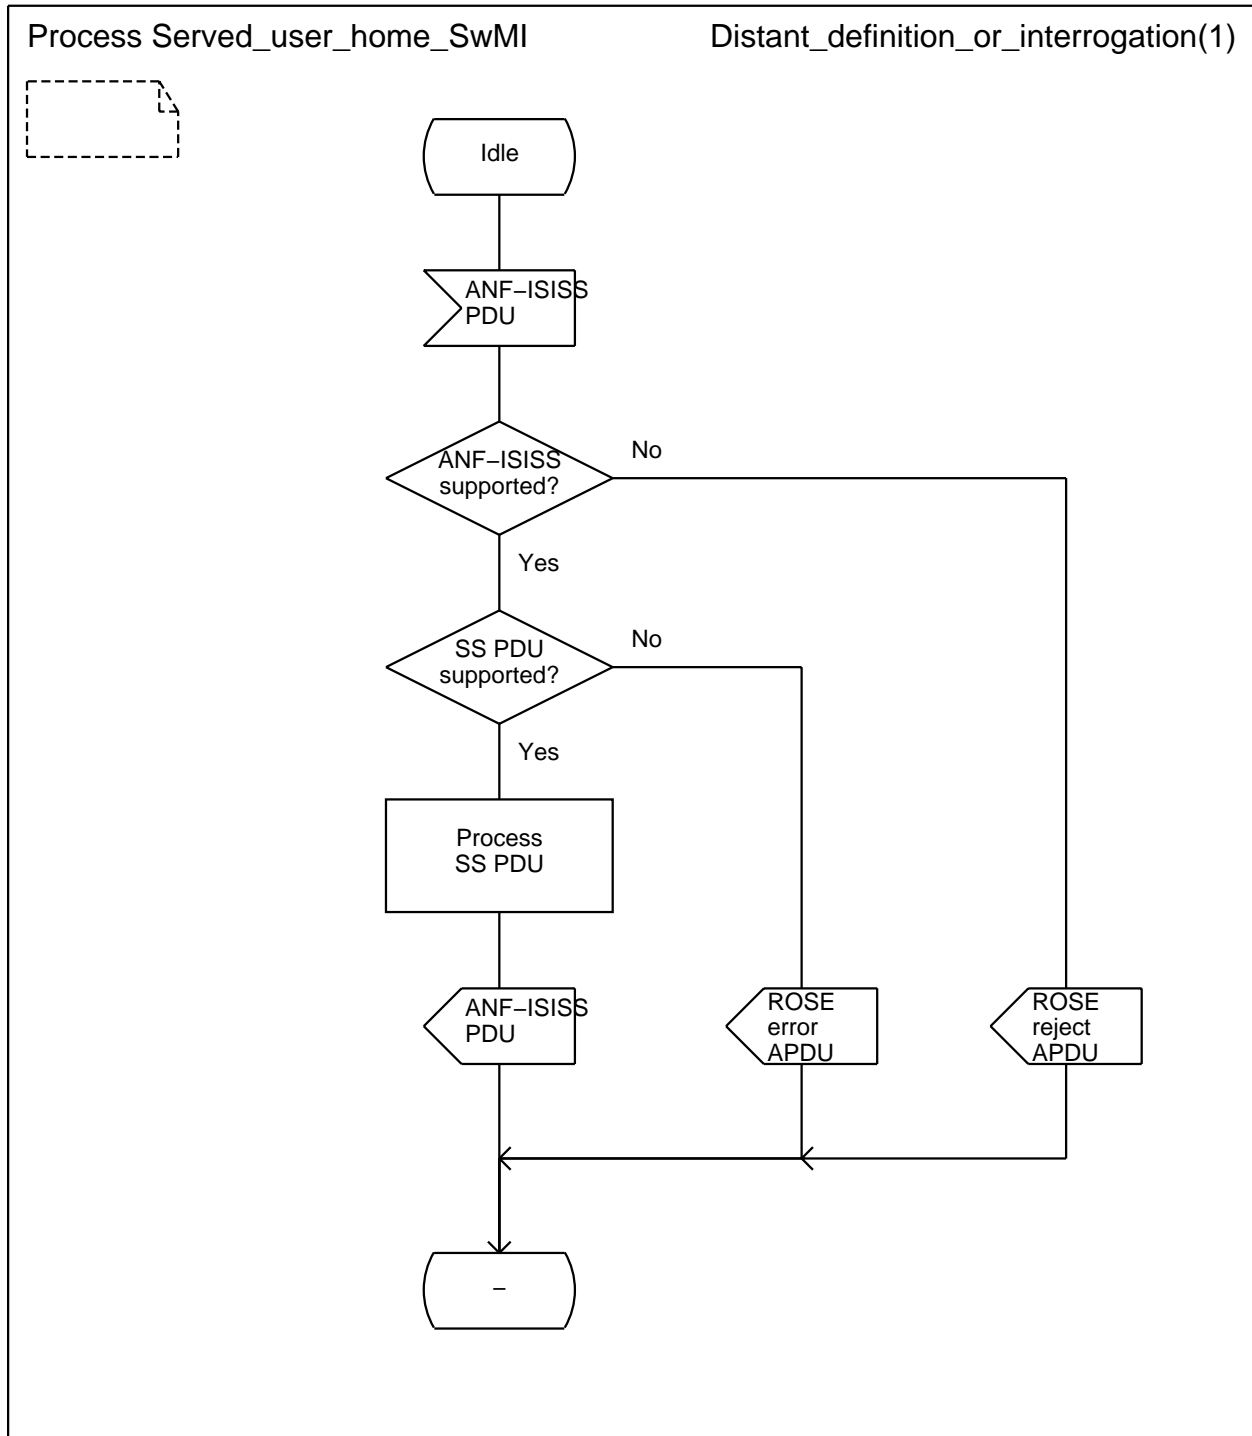 Process Served_user_home_SwMI
Distant_definition_or_interrogation(1)
Idle
ANF–ISISS
PDU
ANF–ISISS
supported?
No
Yes
SS PDU
supported?
No
Yes
Process
SS PDU
ANF–ISISS
PDU
ROSE
error
APDU
ROSE
reject
APDU
–